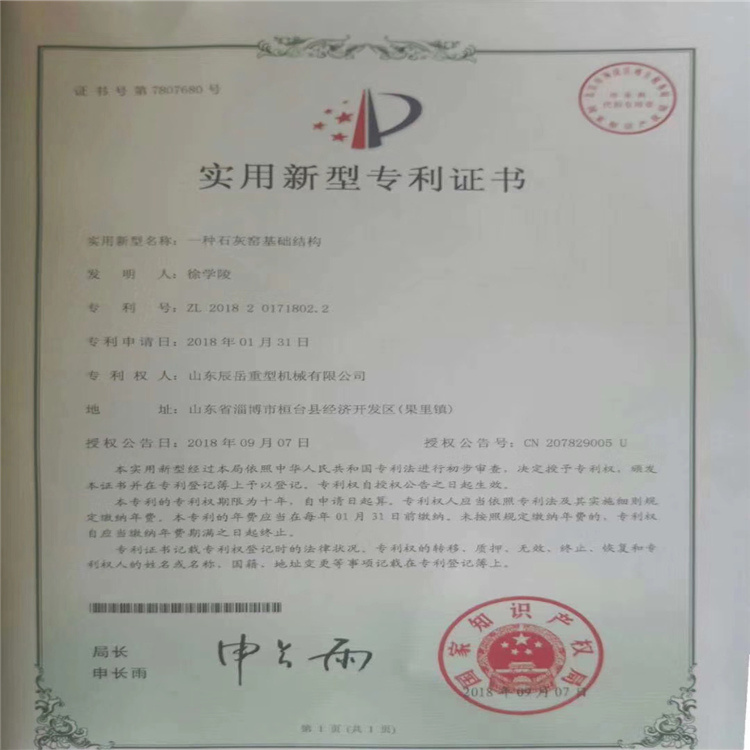 证书号第7807680号
实用新型专利证书
实用新型名称：一种石灰窑基础结构
发明人：徐学陵
专利号：ZL 2018 2 0171802.2
专利申请日：2018年01月31日
专利权人：山东辰岳重型机械有限公司
地址：山东省淄博市桓台县经济开发区(果里镇)
授权公告日：2018年09月07日 授权公告号：CN 207829005 U
本实用新型经过本局依照中华人民共和国专利法进行初步审查，决定授予专利权，颁发
本证书并在专利登记簿上予以登记。专利权自授权公告之日起生效。
本专利的专利权期限为十年，自申请日起算。专利权人应当依照专利法及其实施细则规
定缴纳年费。本专利的年费应当在每年01月31日前缴纳。未按照规定缴纳年费的，专利权
自应当缴纳年费期满之日起终止。
专利证书记载专利权登记时的法律状况。专利权的转移、质押、无效、终止、恢复和专
利权人的姓名或名称、国籍、地址变更等事项记载在专利登记簿上。
局长
申长雨
申长雨
国家知识产权局
2018年09月07日
第1页(共1页)